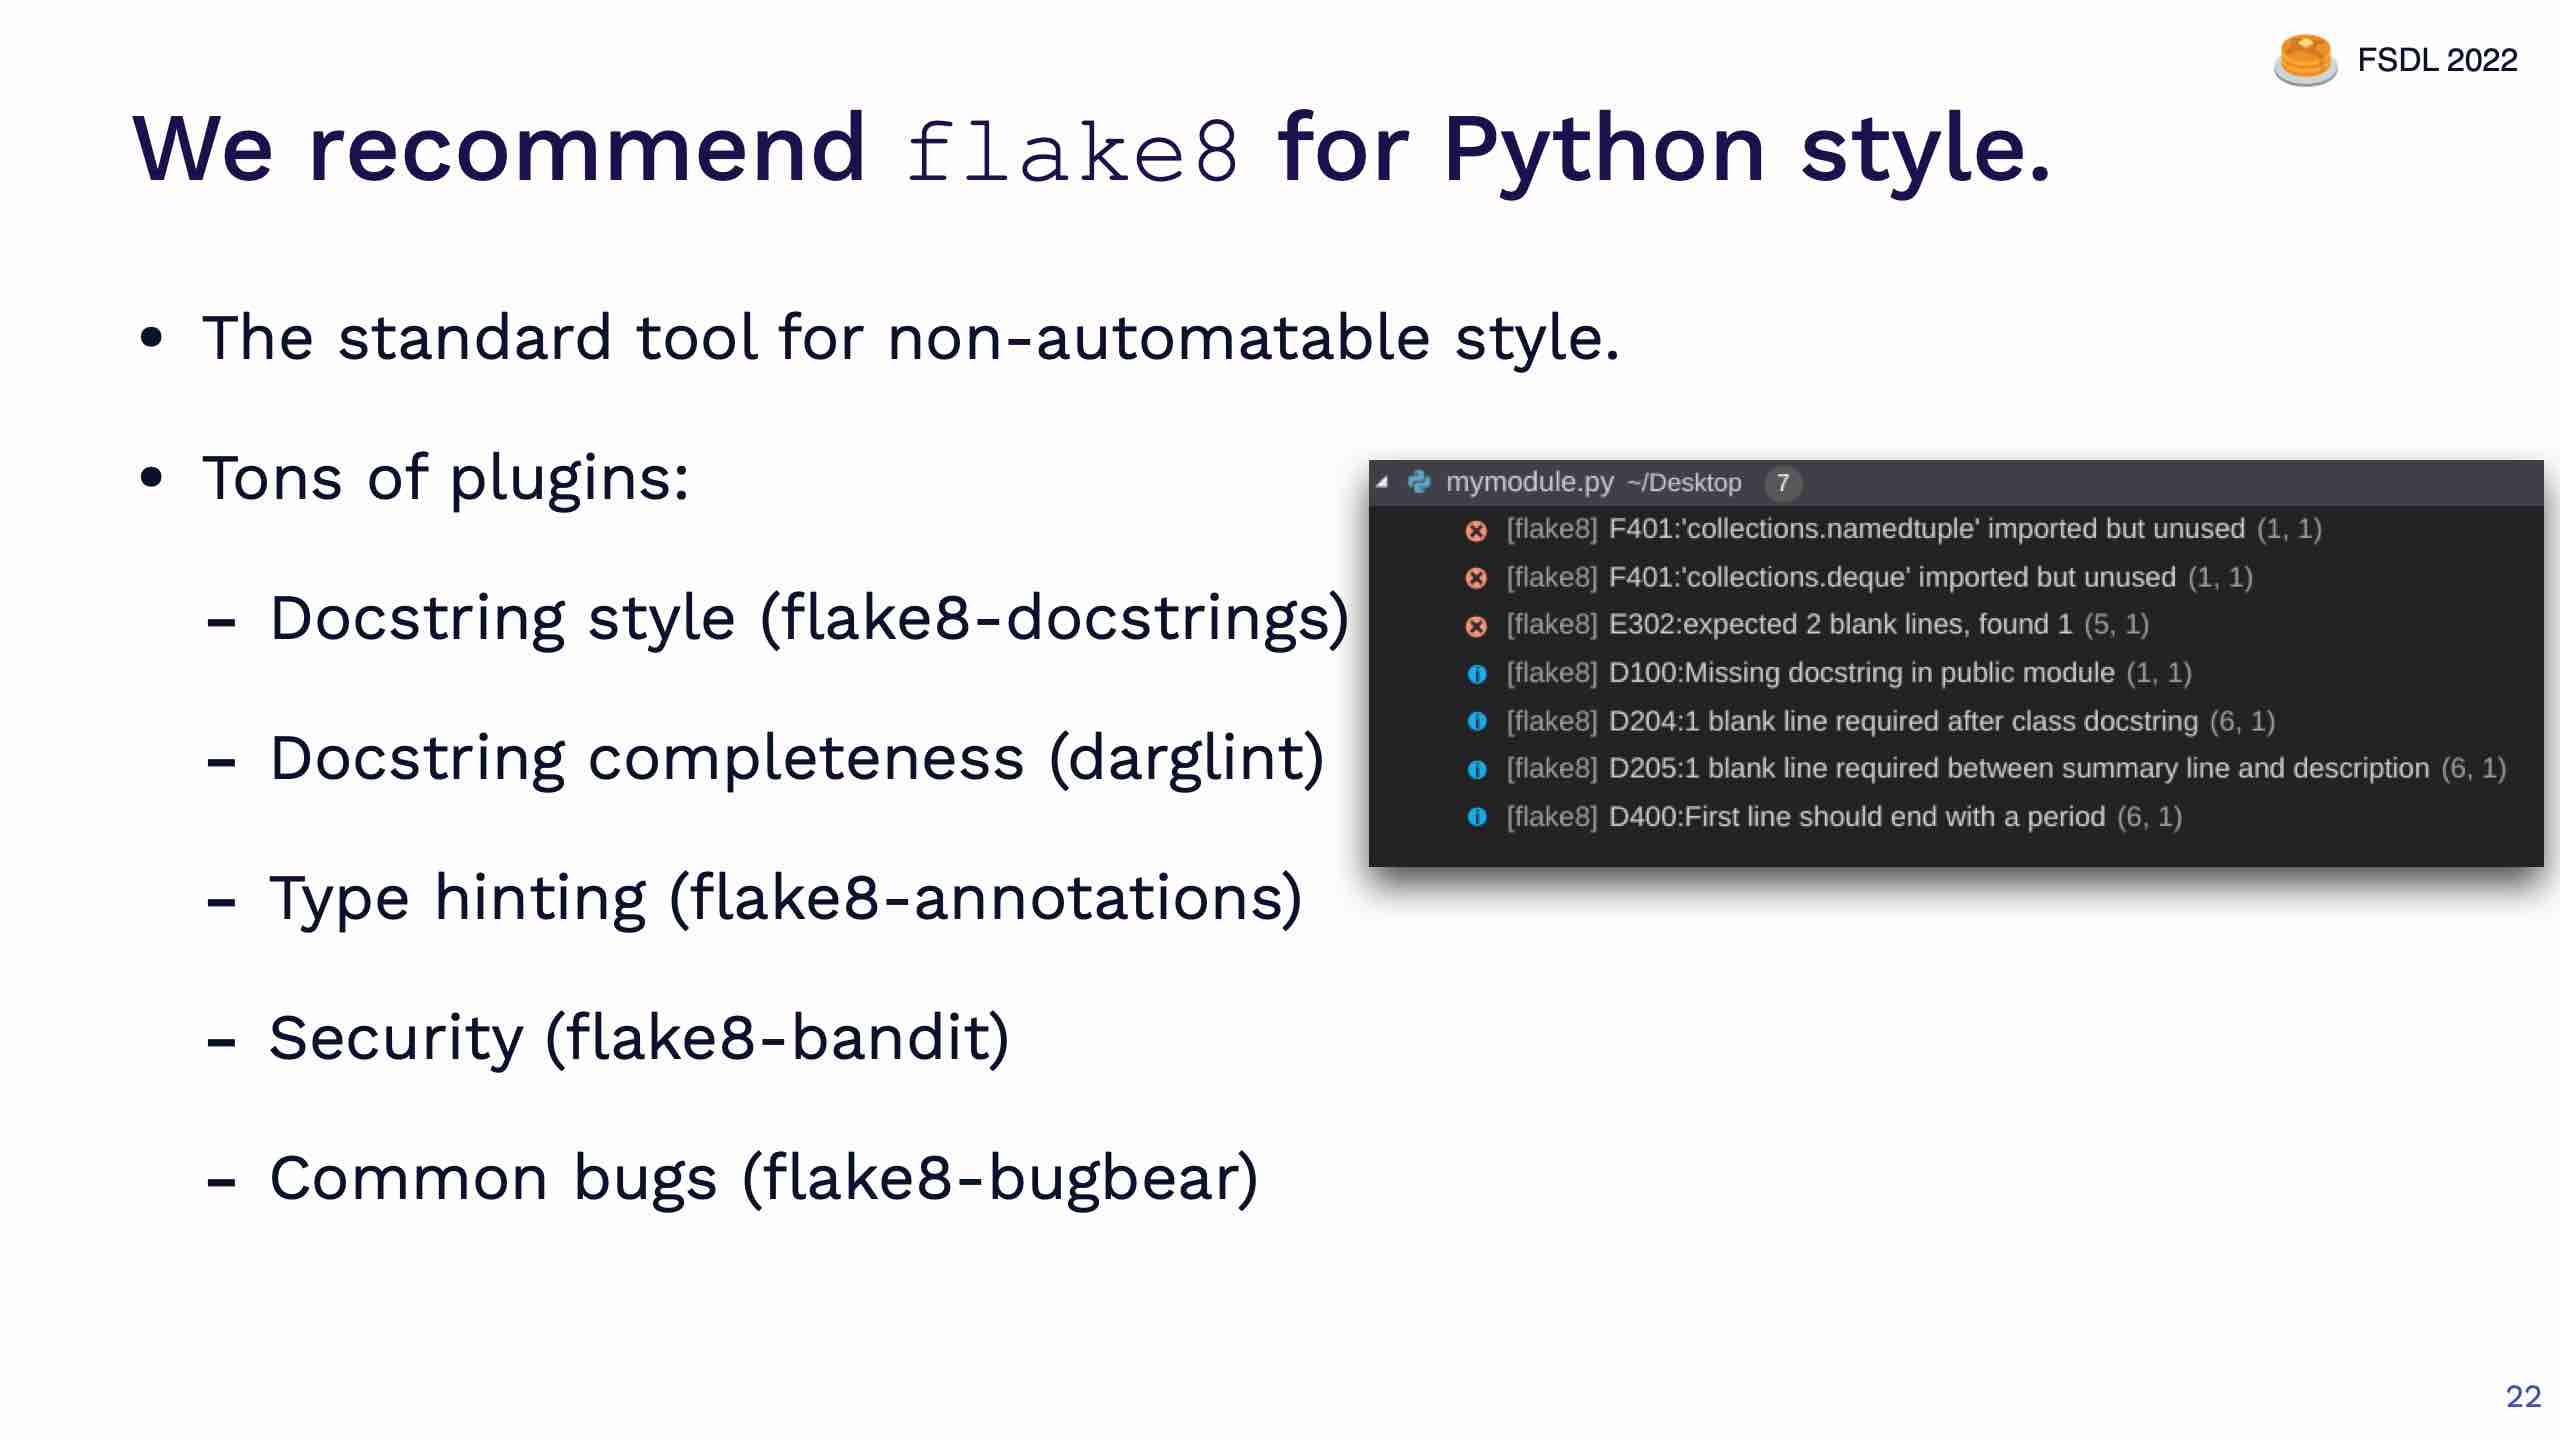 FSDL 2022
We recommend flake8 for Python style.
• The standard tool for non-automatable style.
• Tons of plugins:
- Docstring style (flake8-docstrings)
- Docstring completeness (darglint)
- Type hinting (flake8-annotations)
- Security (flake8-bandit)
- Common bugs (flake8-bugbear)
mymodule.py ~/Desktop 7
[flake8] F401:'collections.namedtuple' imported but unused (1, 1)
[flake8] F401:'collections.deque' imported but unused (1, 1)
[flake8] E302:expected 2 blank lines, found 1 (5, 1)
[flake8] D100:Missing docstring in public module (1, 1)
[flake8] D204:1 blank line required after class docstring (6, 1)
[flake8] D205:1 blank line required between summary line and description (6, 1)
[flake8] D400:First line should end with a period (6, 1)
22